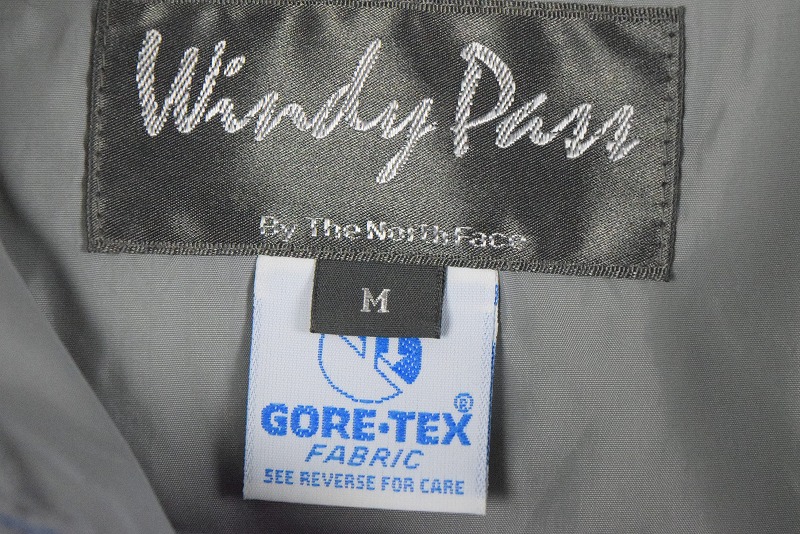 Windy Pass
By The North Face
M
GORE-TEX®
FABRIC
SEE REVERSE FOR CARE